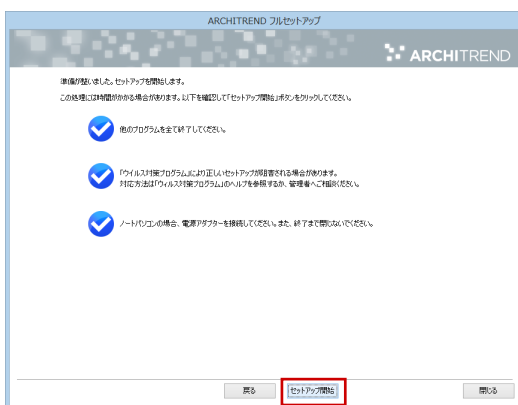 ARCHITREND フルセットアップ
ARCHITREND
準備が整いました。セットアップを開始します。
この処理には時間がかかる場合があります。以下を確認して「セットアップ開始」ボタンをクリックしてください。
他のプログラムを全て終了してください。
「ウイルス対策プログラム」により正しいセットアップが阻害される場合があります。
対応方法は「ウィルス対策プログラム」のヘルプを参照するか、管理者へご相談ください。
ノートパソコンの場合、電源アダプターを接続してください。また、終了まで閉じないでください。
戻る
セットアップ開始
閉じる